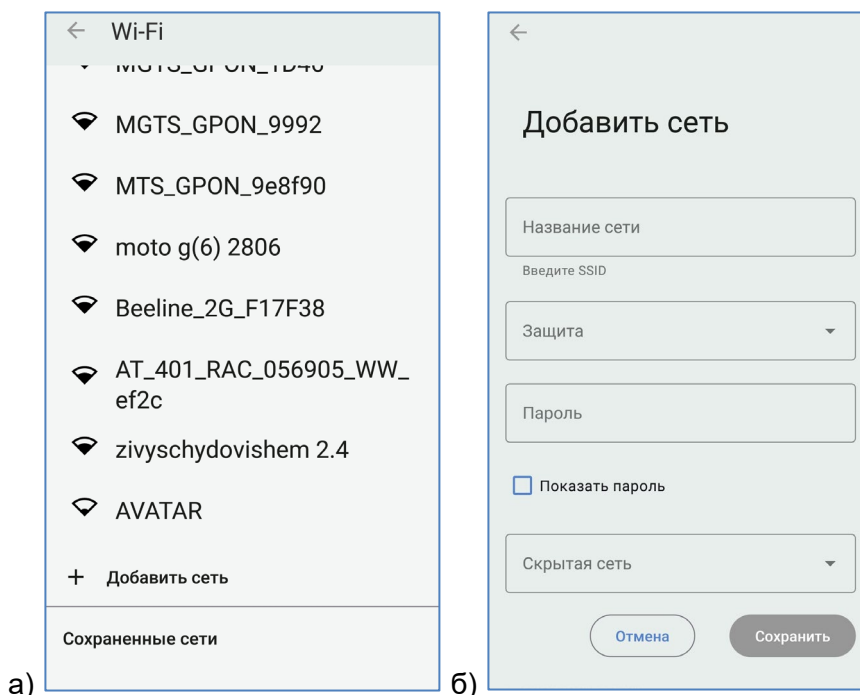 Wi-Fi
MGTS_GPON_1D40
MGTS_GPON_9992
MTS_GPON_9e8f90
moto g(6) 2806
Beeline_2G_F17F38
AT_401_RAC_056905_WW_
ef2c
zivyschydovishem 2.4
AVATAR
+ Добавить сеть
Сохраненные сети
а)
Добавить сеть
Название сети
Введите SSID
Защита
Пароль
Показать пароль
Скрытая сеть
Отмена
Сохранить
б)